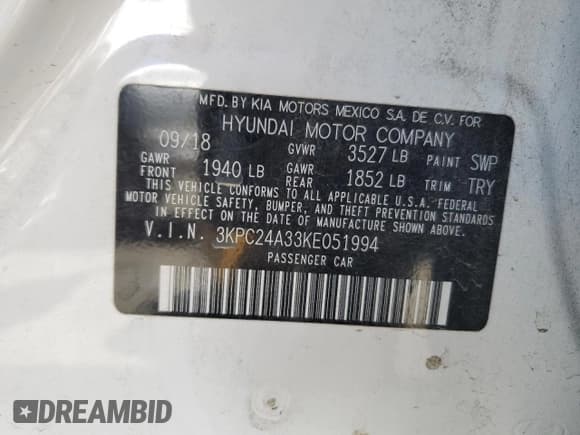 MFD. BY KIA MOTORS MEXICO S.A. DE C.V. FOR
HYUNDAI MOTOR COMPANY
09/18 GVWR 3527 LB PAINT SWP
GAWR FRONT 1940 LB GAWR REAR 1852 LB TRIM TRY
THIS VEHICLE CONFORMS TO ALL APPLICABLE U.S.A. FEDERAL
MOTOR VEHICLE SAFETY, BUMPER, AND THEFT PREVENTION STANDARDS
IN EFFECT ON THE DATE OF MANUFACTURE SHOWN ABOVE.
V.I.N. 3KPC24A33KE051994
PASSENGER CAR
DREAMBID